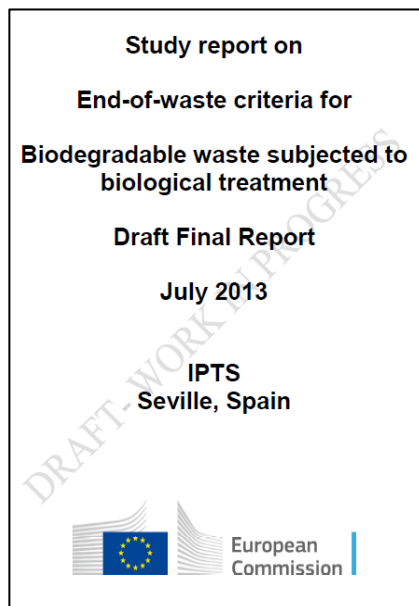 Study report on
End-of-waste criteria for
Biodegradable waste subjected to
biological treatment
Draft Final Report
July 2013
IPTS
Seville, Spain
DRAFT- WORK IN PROGRESS
European
Commission